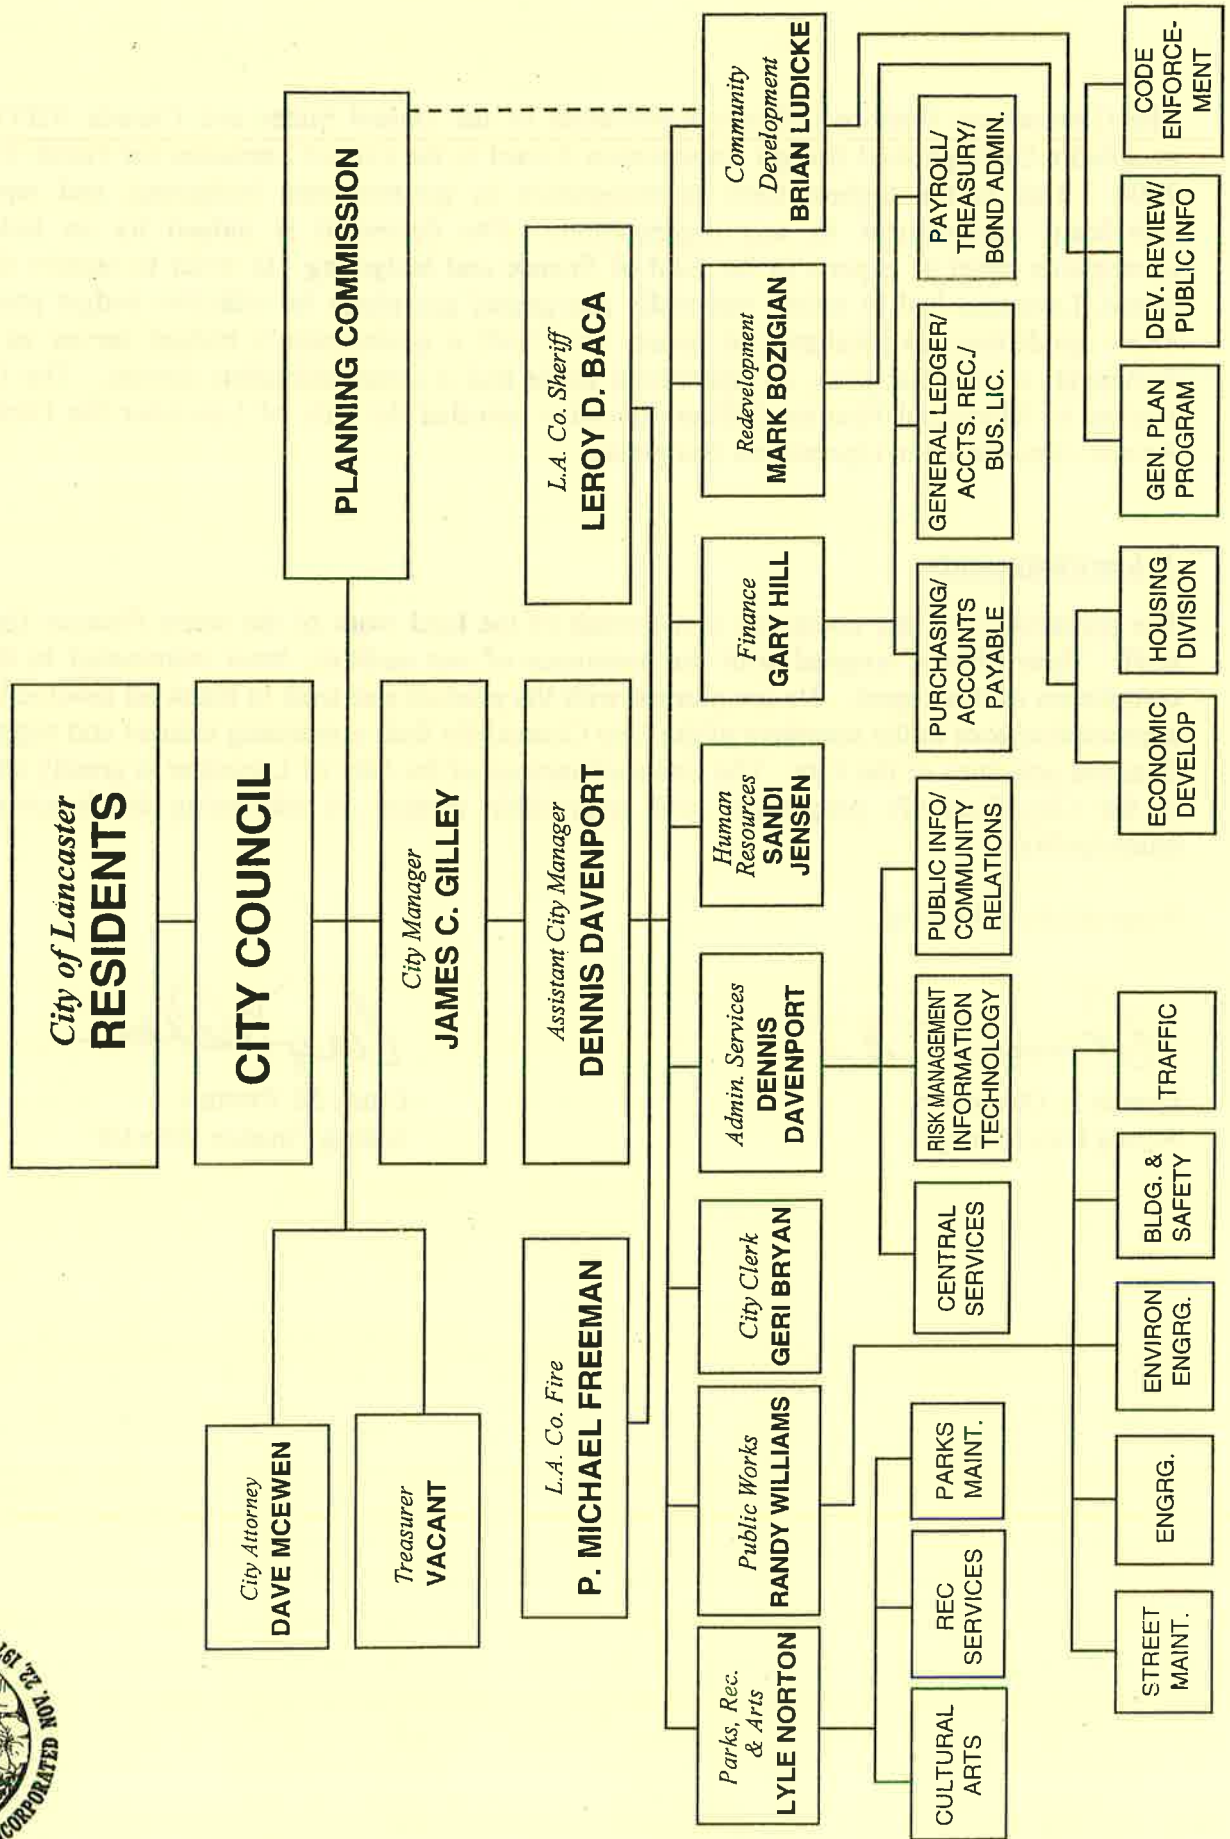 City of Lancaster
RESIDENTS
CITY COUNCIL
PLANNING COMMISSION
City Attorney
DAVE MCEWEN
Treasurer
VACANT
City Manager
JAMES C. GILLEY
L.A. Co. Fire
P. MICHAEL FREEMAN
Assistant City Manager
DENNIS DAVENPORT
L.A. Co. Sheriff
LEROY D. BACA
Parks, Rec.
& Arts
LYLE NORTON
Public Works
RANDY WILLIAMS
City Clerk
GERI BRYAN
Admin. Services
DENNIS
DAVENPORT
Human
Resources
SANDI
JENSEN
Finance
GARY HILL
Redevelopment
MARK BOZIGIAN
Community
Development
BRIAN LUDICKE
CULTURAL
ARTS
REC
SERVICES
PARKS
MAINT.
CENTRAL
SERVICES
RISK MANAGEMENT
INFORMATION
TECHNOLOGY
PUBLIC INFO/
COMMUNITY
RELATIONS
PURCHASING/
ACCOUNTS
PAYABLE
GENERAL LEDGER/
ACCTS. REC./
BUS. LIC.
PAYROLL/
TREASURY/
BOND ADMIN.
STREET
MAINT.
ENGRG.
ENVIRON
ENGRG.
BLDG. &
SAFETY
TRAFFIC
ECONOMIC
DEVELOP
HOUSING
DIVISION
GEN. PLAN
PROGRAM
DEV. REVIEW/
PUBLIC INFO
CODE
ENFORCE-
MENT
NOV. 22,